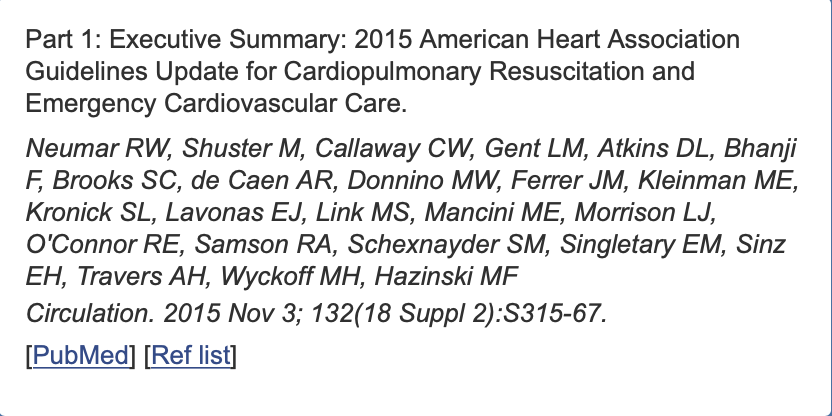 Part 1: Executive Summary: 2015 American Heart Association
Guidelines Update for Cardiopulmonary Resuscitation and
Emergency Cardiovascular Care.
Neumar RW, Shuster M, Callaway CW, Gent LM, Atkins DL, Bhanji
F, Brooks SC, de Caen AR, Donnino MW, Ferrer JM, Kleinman ME,
Kronick SL, Lavonas EJ, Link MS, Mancini ME, Morrison LJ,
O'Connor RE, Samson RA, Schexnayder SM, Singletary EM, Sinz
EH, Travers AH, Wyckoff MH, Hazinski MF
Circulation. 2015 Nov 3; 132(18 Suppl 2):S315-67.
[PubMed] [Ref list]